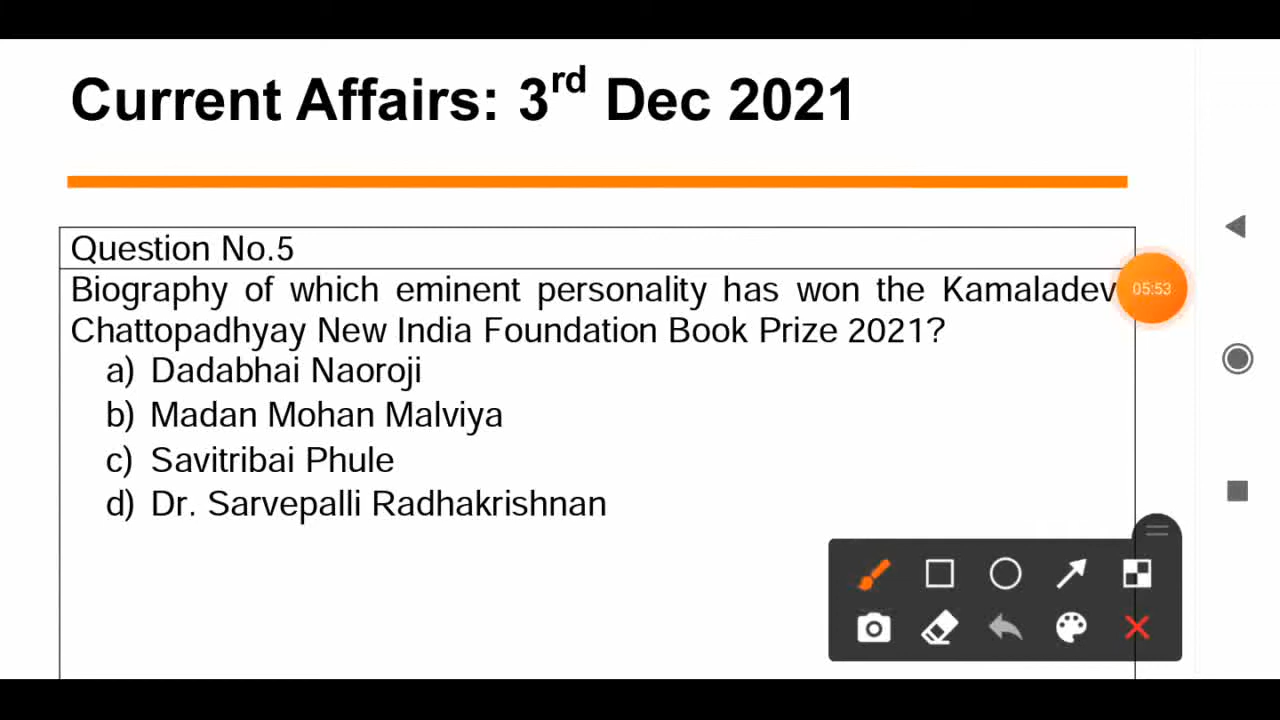 Current Affairs: 3rd Dec 2021
Question No.5
Biography of which eminent personality has won the Kamaladev
05:53
Chattopadhyay New India Foundation Book Prize 2021?
a) Dadabhai Naoroji
b) Madan Mohan Malviya
c) Savitribai Phule
d) Dr. Sarvepalli Radhakrishnan